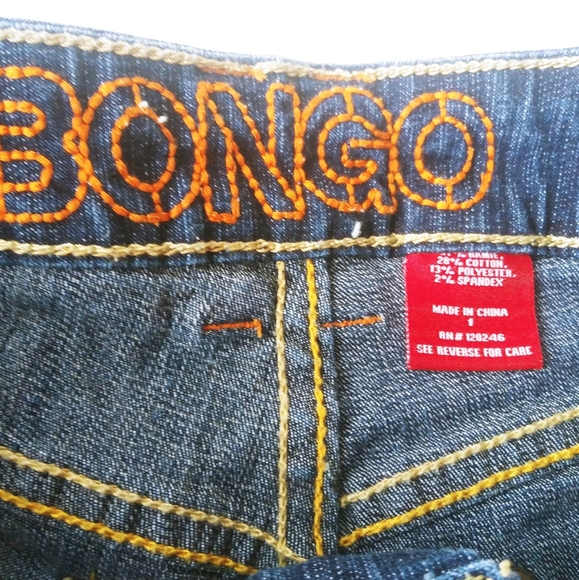 BONGO
% RAMIE,
28% COTTON,
13% POLYESTER,
2% SPANDEX
MADE IN CHINA
1
RN# 120246
SEE REVERSE FOR CARE